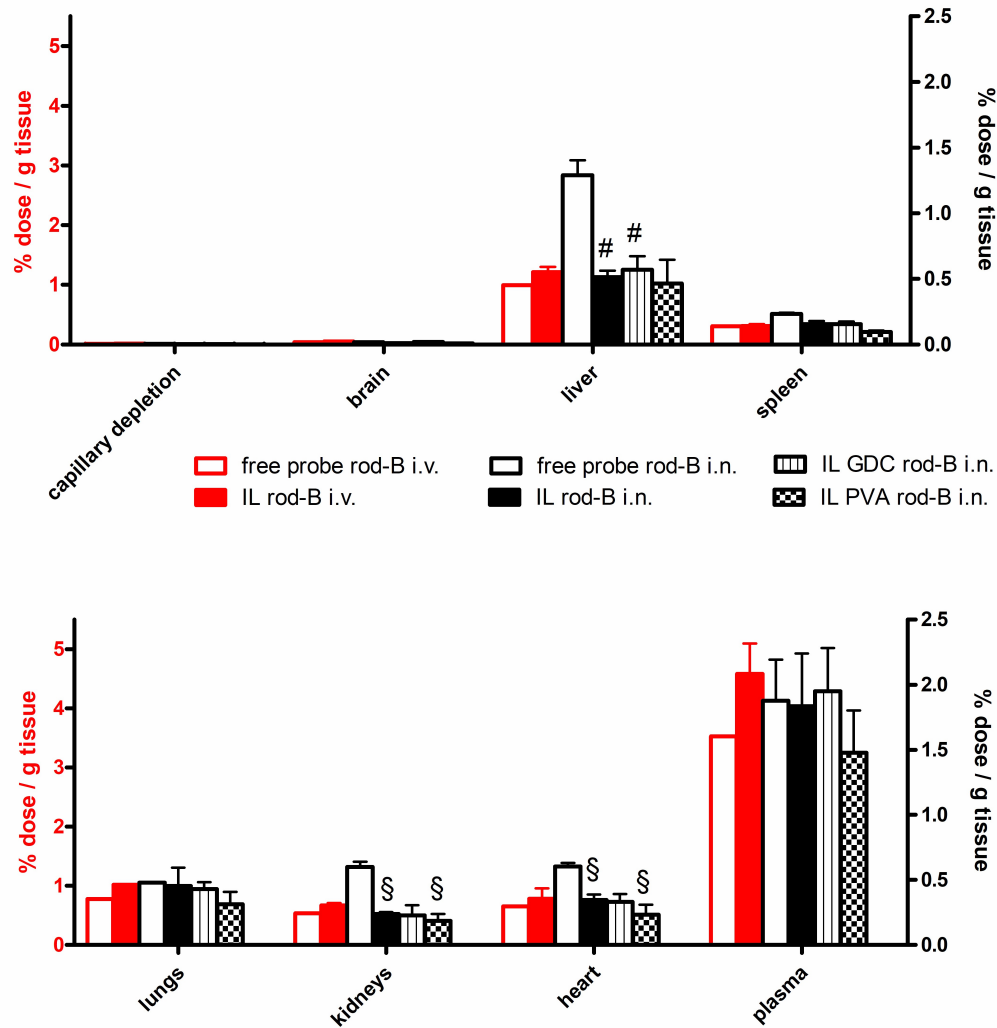 5
4
3
2
1
0
% dose / g tissue
2.5
2.0
1.5
1.0
0.5
0.0
% dose / g tissue
# #
capillary depletion
brain
liver
spleen
free probe rod-B i.v.
IL rod-B i.v.
free probe rod-B i.n.
IL rod-B i.n.
IL GDC rod-B i.n.
IL PVA rod-B i.n.
5
4
3
2
1
0
% dose / g tissue
2.5
2.0
1.5
1.0
0.5
0.0
% dose / g tissue
§ §
§ §
lungs
kidneys
heart
plasma